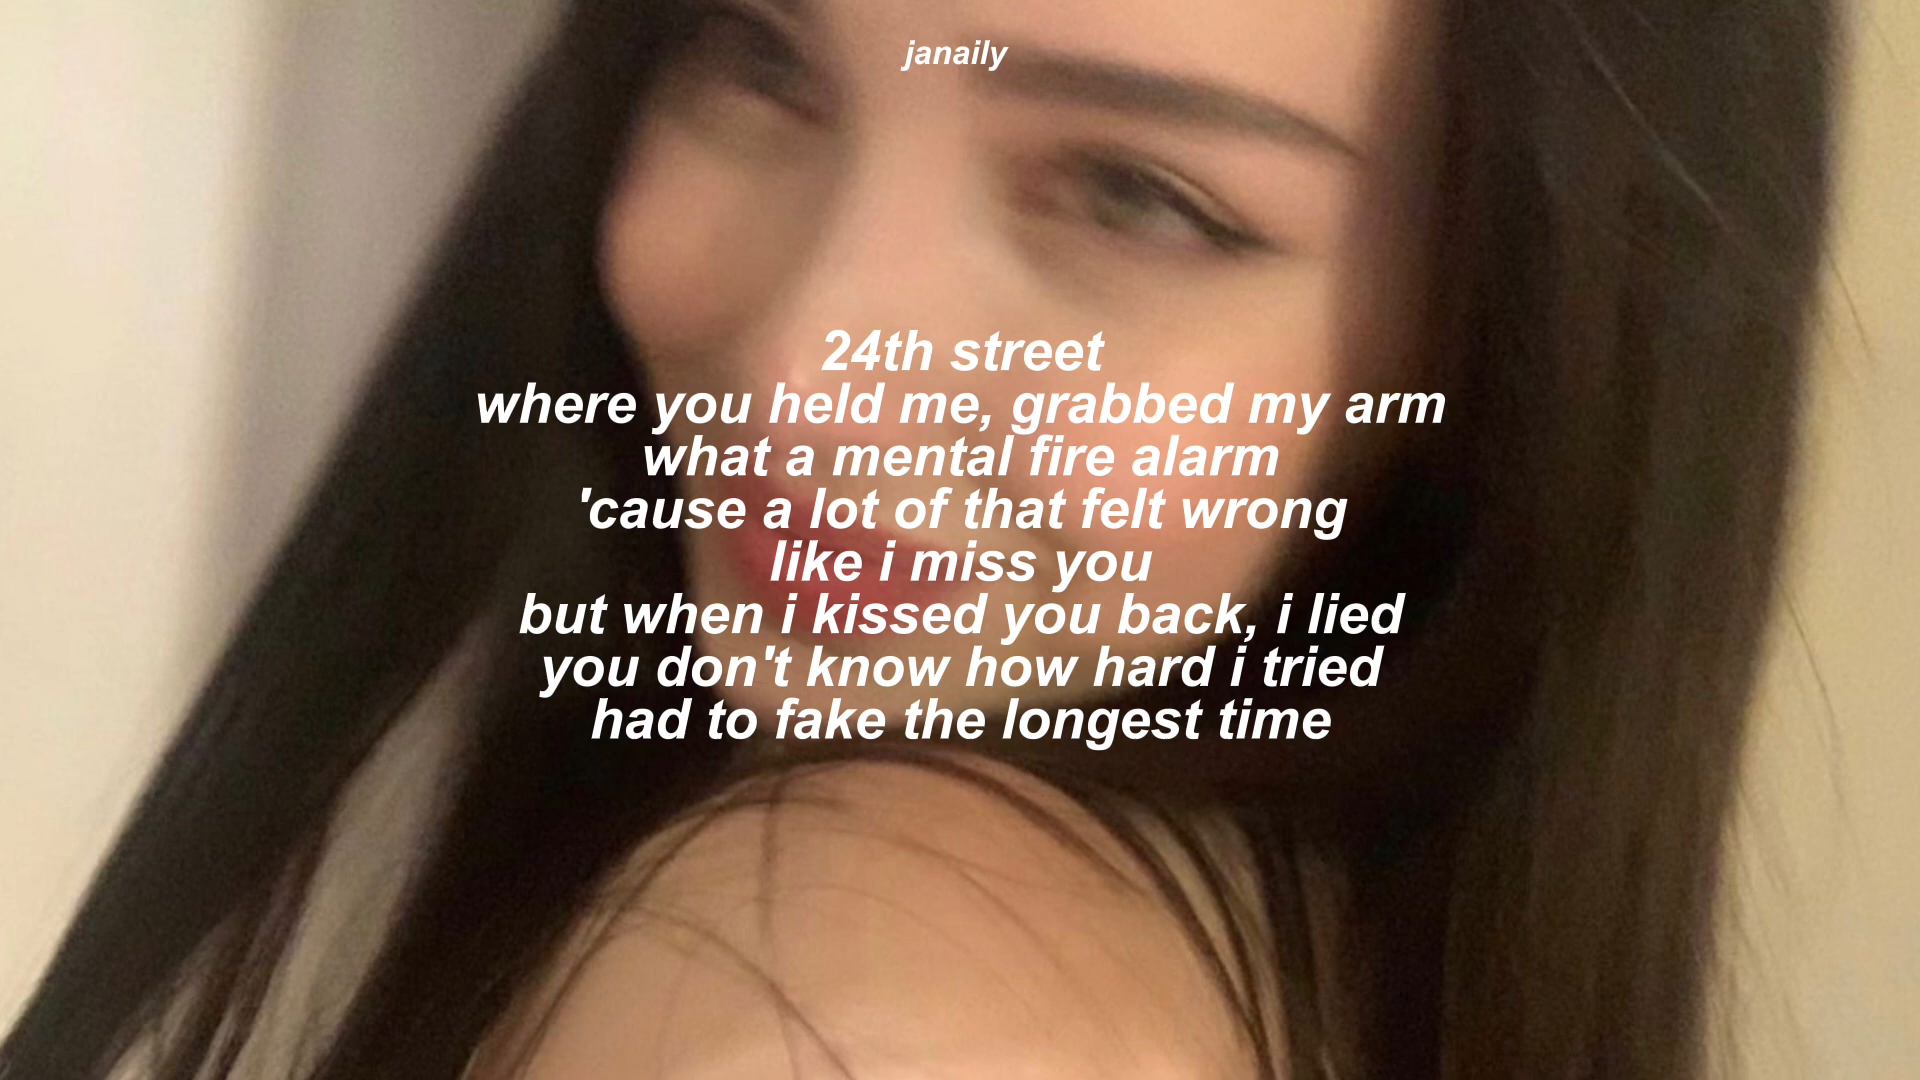 janaily
24th street
where you held me, grabbed my arm
what a mental fire alarm
'cause a lot of that felt wrong
like i miss you
but when i kissed you back, i lied
you don't know how hard i tried
had to fake the longest time